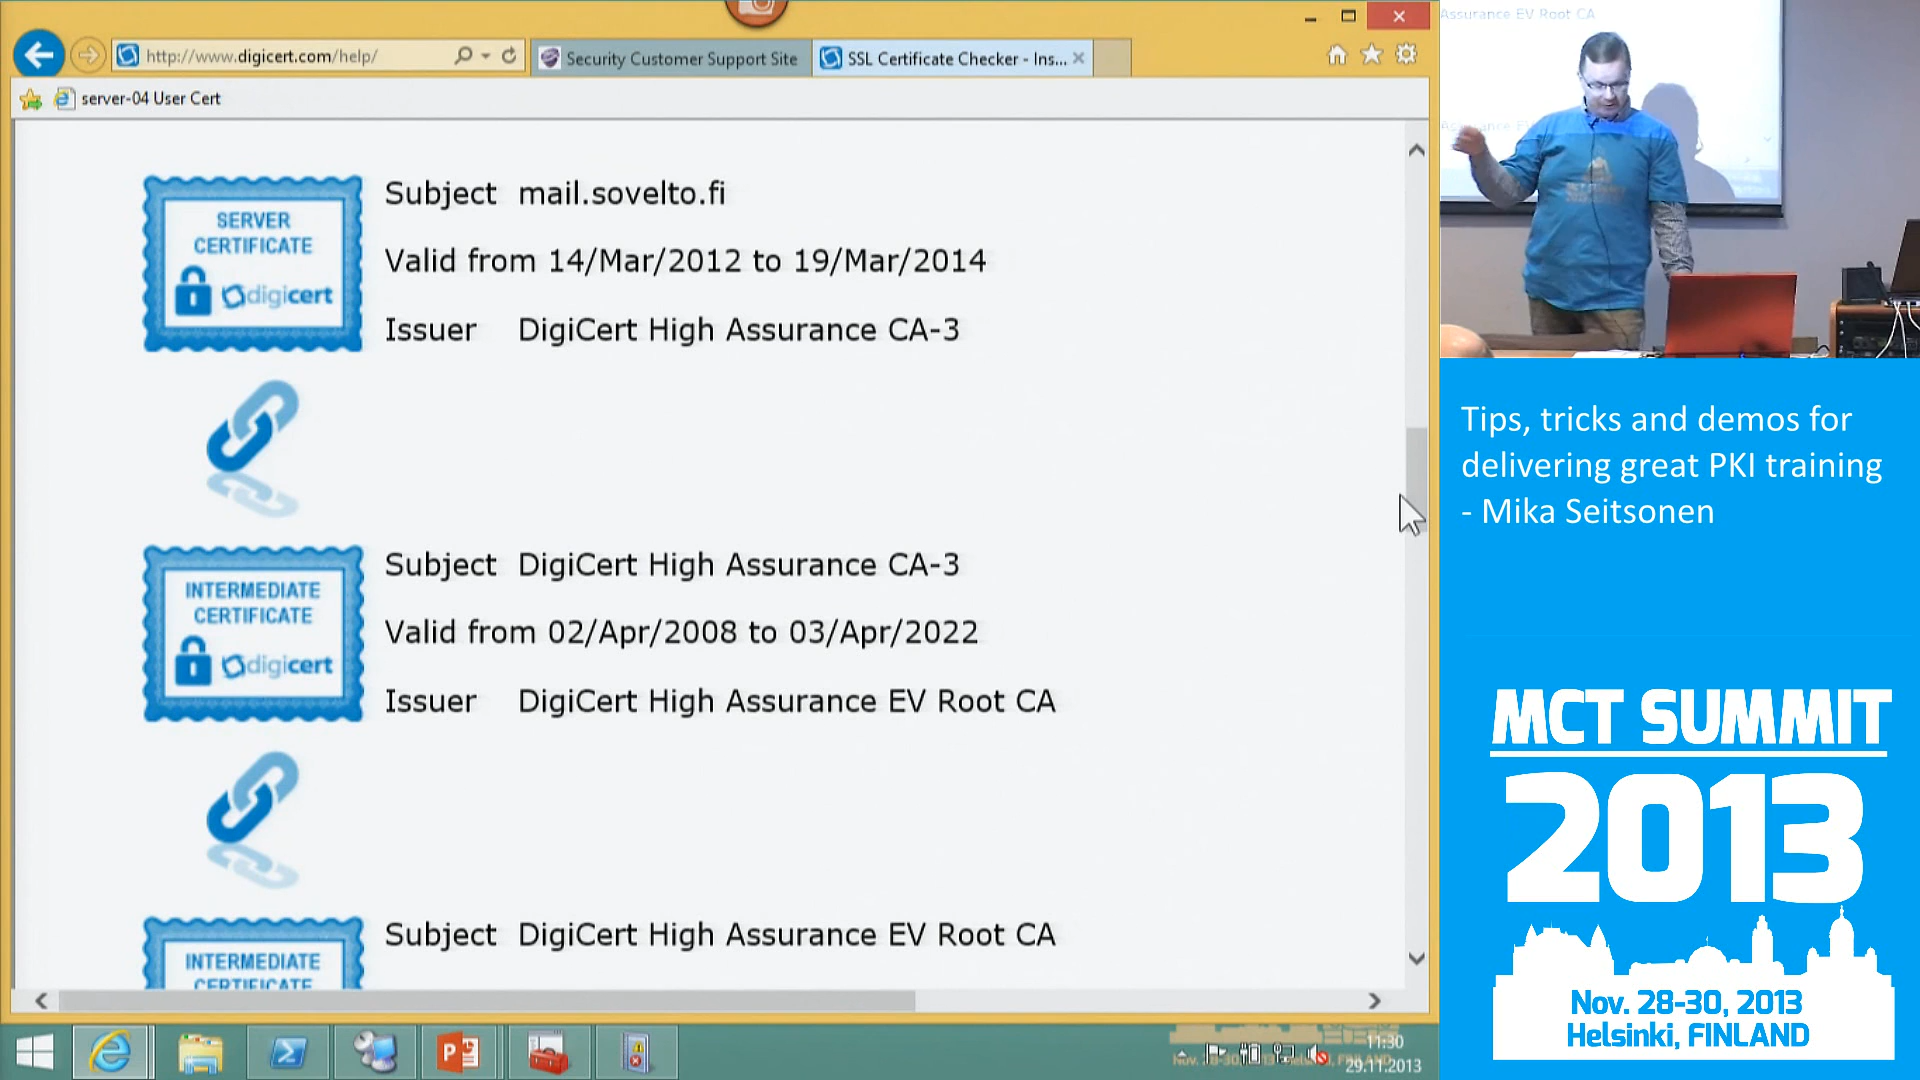 http://www.digicert.com/help/
Security Customer Support Site
SSL Certificate Checker - Ins...
server-04 User Cert
SERVER
CERTIFICATE
digicert
Subject mail.sovelto.fi
Valid from 14/Mar/2012 to 19/Mar/2014
Issuer DigiCert High Assurance CA-3
INTERMEDIATE
CERTIFICATE
digicert
Subject DigiCert High Assurance CA-3
Valid from 02/Apr/2008 to 03/Apr/2022
Issuer DigiCert High Assurance EV Root CA
INTERMEDIATE
CERTIFICATE
Subject DigiCert High Assurance EV Root CA
11:30
29.11.2013
Assurance EV Root CA
Tips, tricks and demos for
delivering great PKI training
- Mika Seitsonen
MCT SUMMIT
2013
Nov. 28-30, 2013
Helsinki, FINLAND